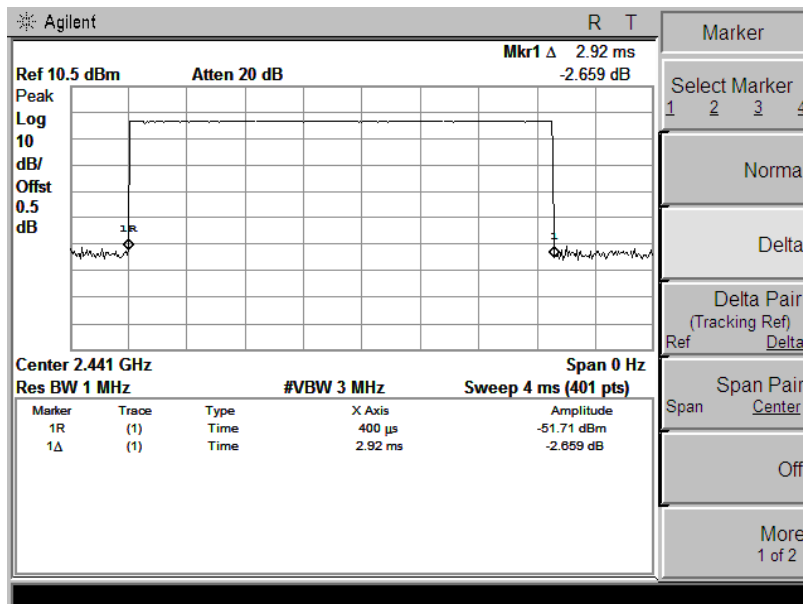 Agilent
R T
Mkr1 Δ 2.92 ms
Ref 10.5 dBm Atten 20 dB -2.659 dB
Peak
Log
10
dB/
Offst
0.5
dB
1R
1
Center 2.441 GHz Span 0 Hz
Res BW 1 MHz #VBW 3 MHz Sweep 4 ms (401 pts)
Marker Trace Type X Axis Amplitude
1R (1) Time 400 µs -51.71 dBm
1Δ (1) Time 2.92 ms -2.659 dB
Marker
Select Marker
1 2 3 4
Norma
Delta
Delta Pair
(Tracking Ref)
Ref Delta
Span Pair
Span Center
Off
More
1 of 2